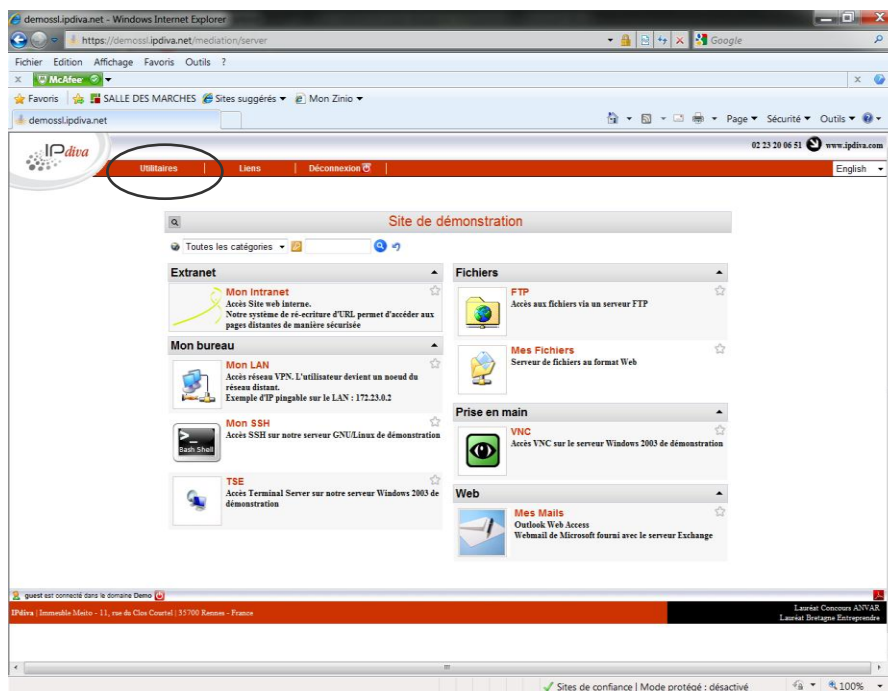 demossl.ipdiva.net - Windows Internet Explorer
https://demossl.ipdiva.net/mediation/server
Google
Fichier Edition Affichage Favoris Outils ?
x McAfee x
Favoris SALLE DES MARCHES Sites suggérés Mon Zinio
demossl.ipdiva.net
Page Sécurité Outils
IPdiva
02 23 20 06 51 www.ipdiva.com
Utilitaires | Liens | Déconnexion |
English
Site de démonstration
Toutes les catégories
Extranet
Mon Intranet
Accès Site web interne.
Notre système de ré-ecriture d'URL permet d'accéder aux
pages distantes de manière sécurisée
Mon bureau
Mon LAN
Accès réseau VPN. L'utilisateur devient un noeud du
réseau distant.
Exemple d'IP pingable sur le LAN : 172.23.0.2
Mon SSH
Accès SSH sur notre serveur GNU/Linux de démonstration
>_
Bash Shell
TSE
Accès Terminal Server sur notre serveur Windows 2003 de
démonstration
Fichiers
FTP
Accès aux fichiers via un serveur FTP
Mes Fichiers
Serveur de fichiers au format Web
Prise en main
VNC
Accès VNC sur le serveur Windows 2003 de démonstration
Web
Mes Mails
Outlook Web Access
Webmail de Microsoft fourni avec le serveur Exchange
guest est connecté dans le domaine Demo
IPdiva | Immeuble Meito - 11, rue du Clos Courtel | 35700 Rennes - France
Lauréat Concours ANVAR
Lauréat Bretagne Entreprendre
Sites de confiance | Mode protégé : désactivé
100%